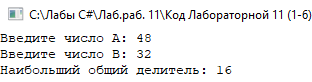 C:\Лабы C#\Лаб.раб. 11\Код Лабораторной 11 (1-6)
Введите число A: 48
Введите число B: 32
Наибольший общий делитель: 16